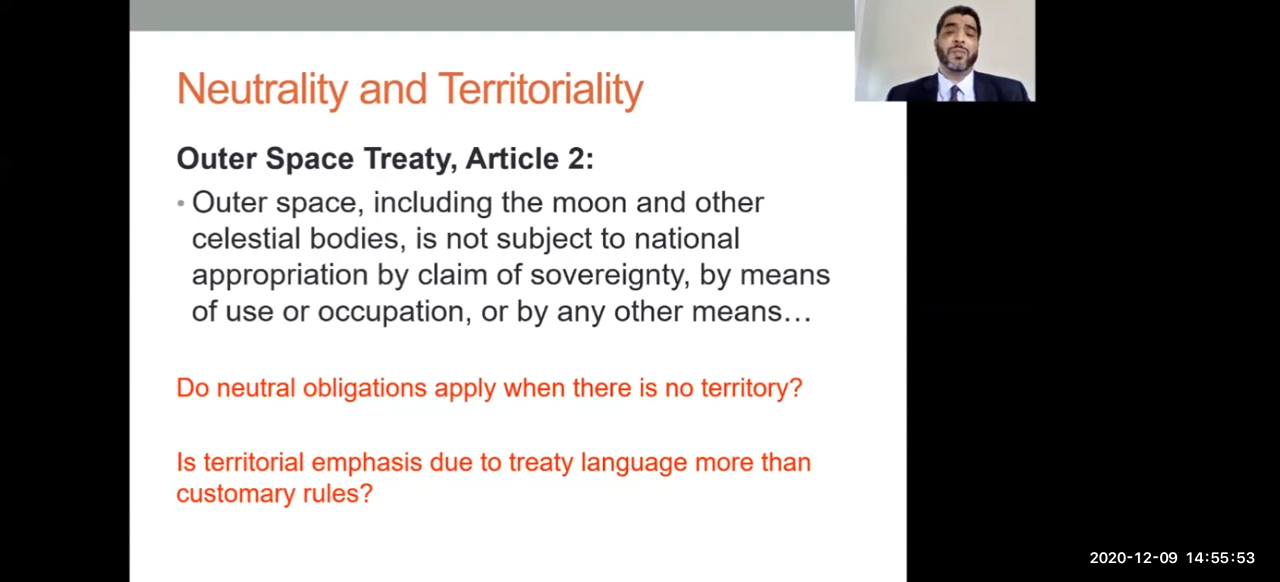 Neutrality and Territoriality
Outer Space Treaty, Article 2:
• Outer space, including the moon and other
celestial bodies, is not subject to national
appropriation by claim of sovereignty, by means
of use or occupation, or by any other means…
Do neutral obligations apply when there is no territory?
Is territorial emphasis due to treaty language more than
customary rules?
2020-12-09 14:55:53